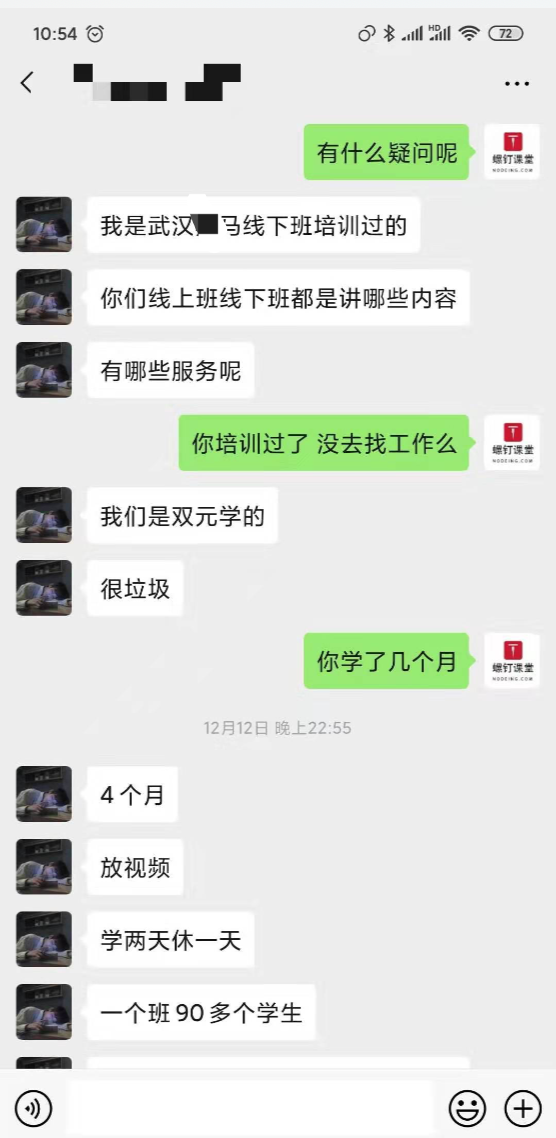 10:54
HD
72
有什么疑问呢
螺钉课堂
NODEING.COM
我是武汉 马线下班培训过的
你们线上班线下班都是讲哪些内容
有哪些服务呢
你培训过了 没去找工作么
螺钉课堂
NODEING.COM
我们是双元学的
很垃圾
你学了几个月
螺钉课堂
NODEING.COM
12月12日 晚上22:55
4个月
放视频
学两天休一天
一个班90多个学生